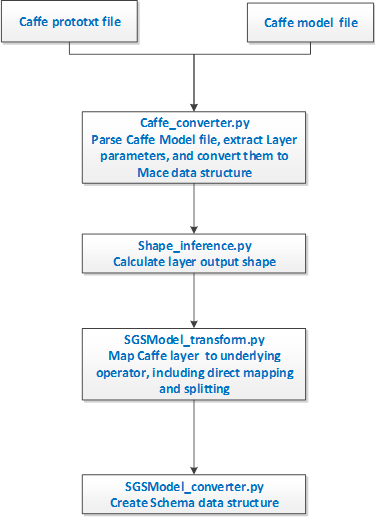 Caffe prototxt file
Caffe model file
Caffe_converter.py
Parse Caffe Model file, extract Layer
parameters, and convert them to
Mace data structure
Shape_inference.py
Calculate layer output shape
SGSModel_transform.py
Map Caffe layer to underlying
operator, including direct mapping
and splitting
SGSModel_converter.py
Create Schema data structure